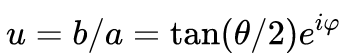 u = b/a = tan(θ/2)e^{iφ}